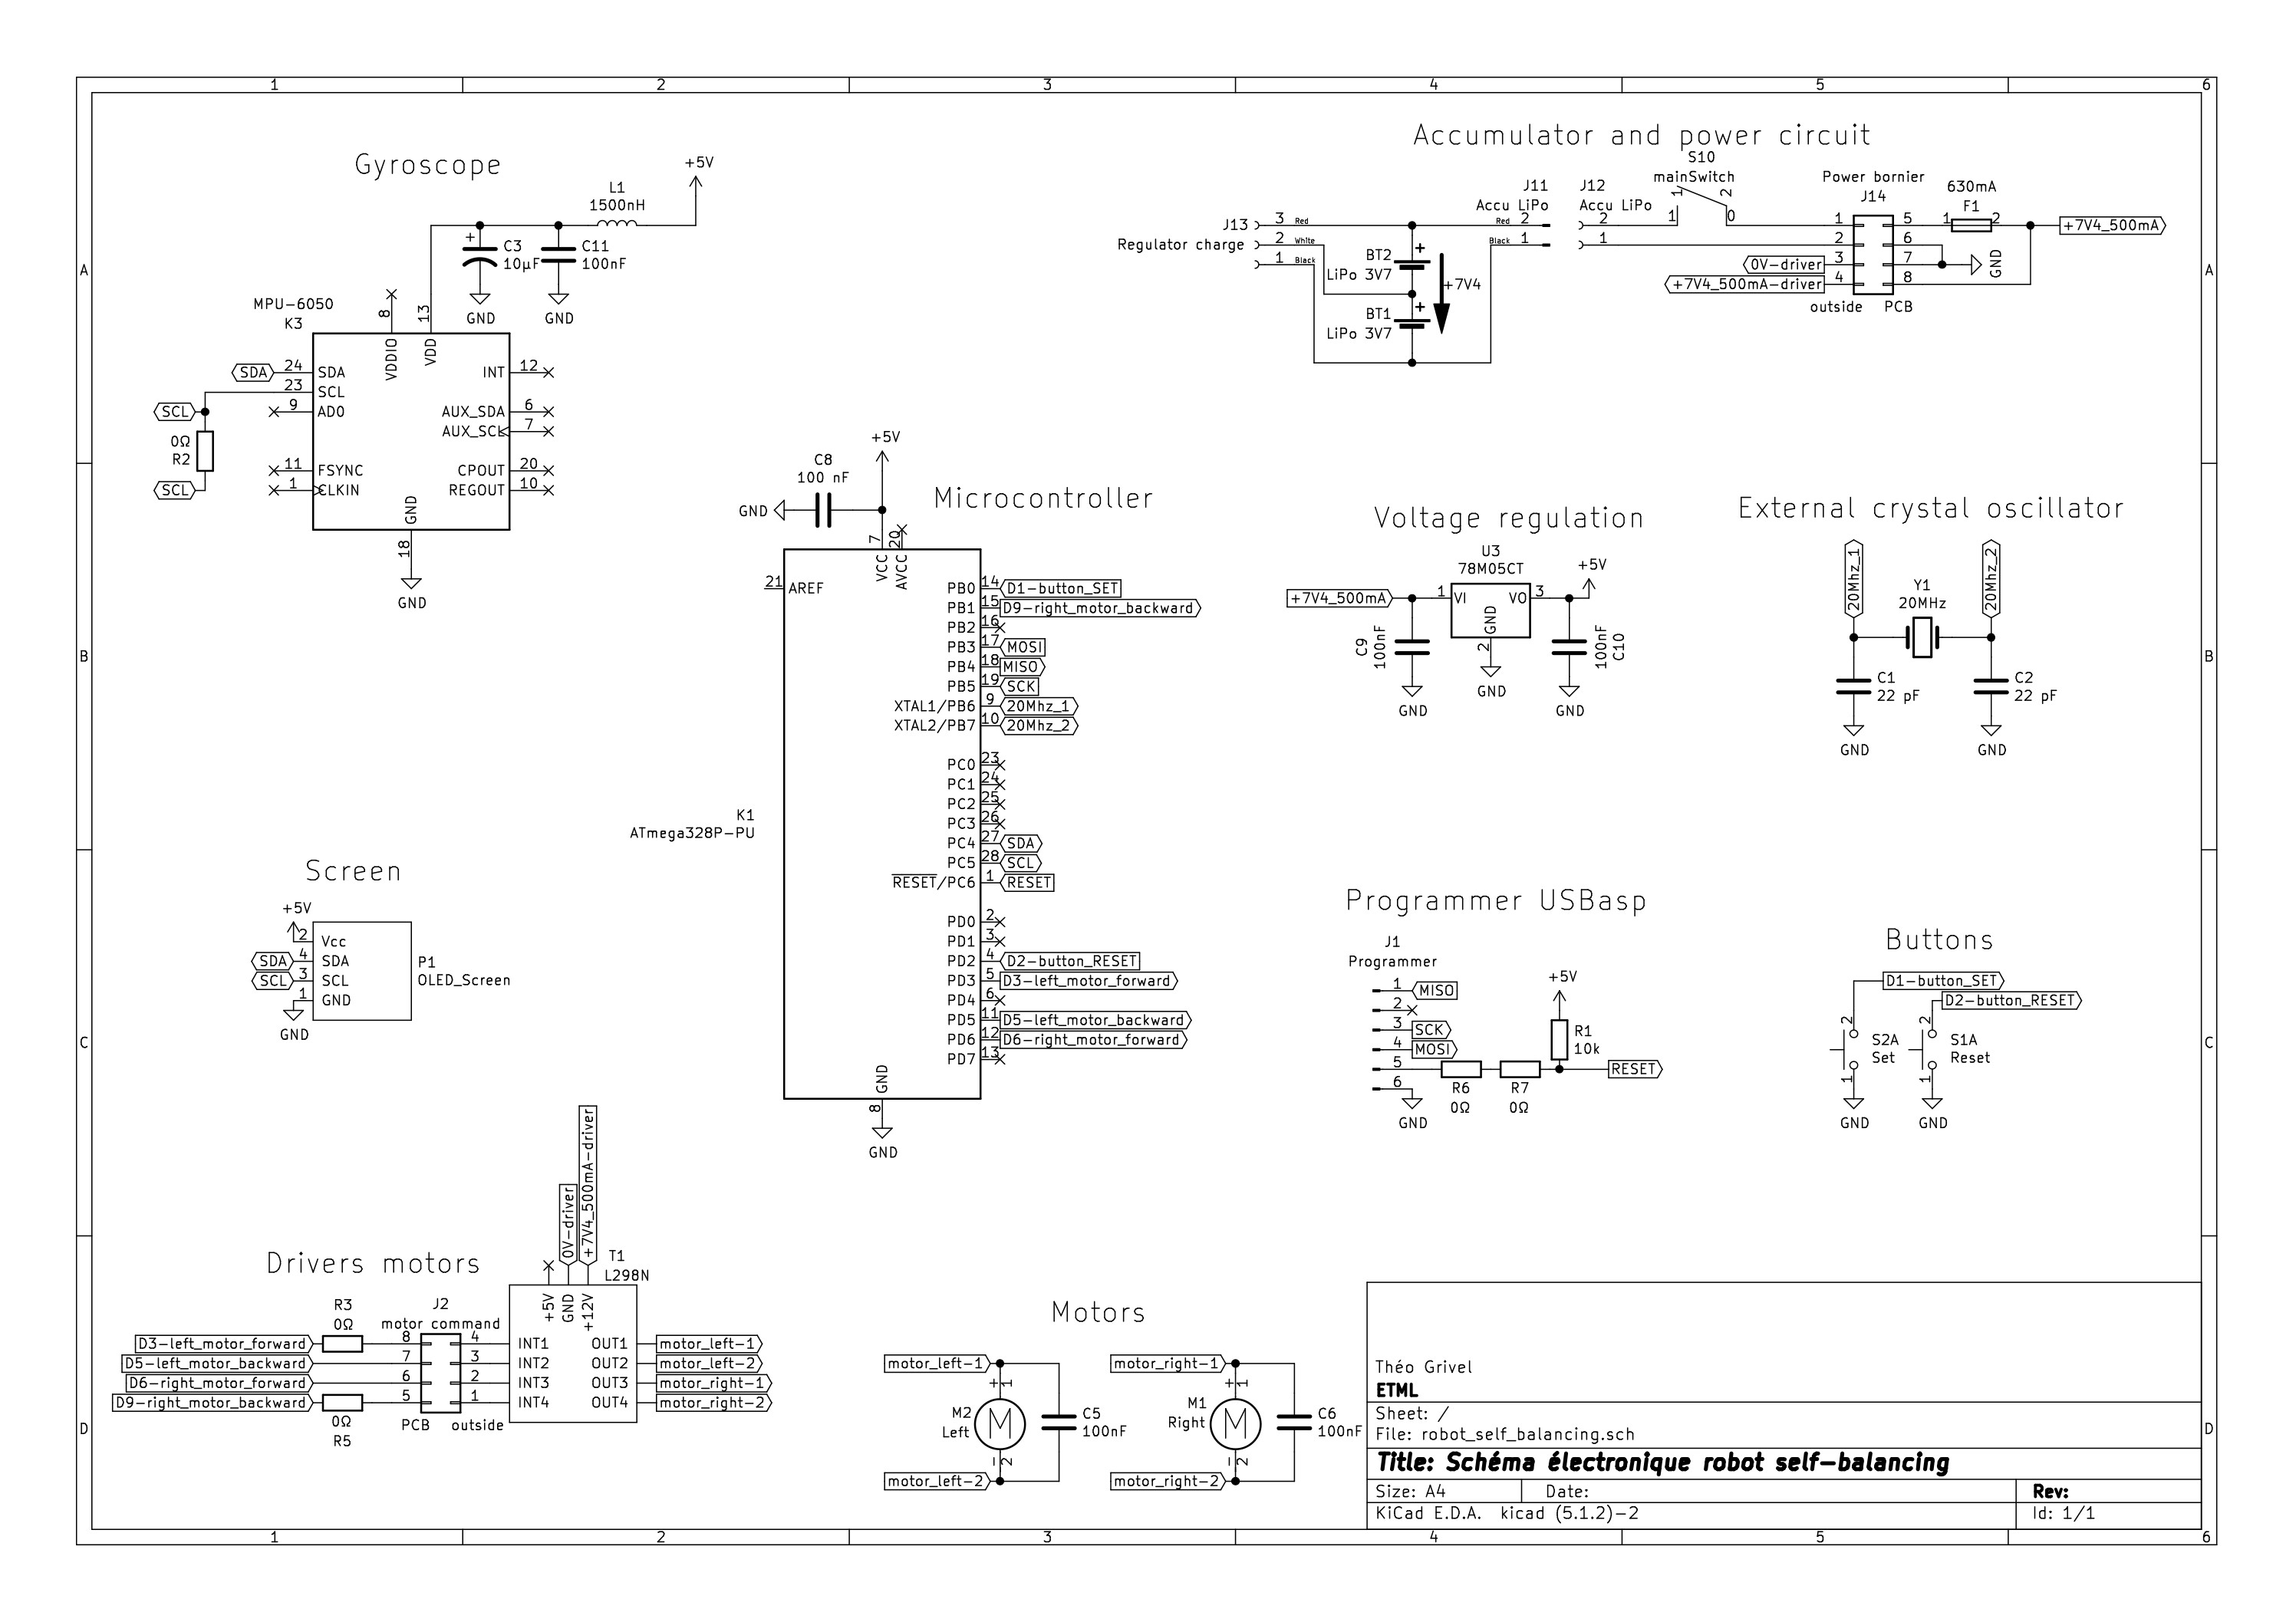 1 2 3 4 5 6
A
B
C
D
Gyroscope
+5V
L1
1500nH
+
C3
10µF
C11
100nF
GND
GND
MPU-6050
K3
8
VDDIO
13
VDD
SDA
24
SDA
23
SCL
SCL
9
AD0
0Ω
R2
11
FSYNC
SCL
1
CLKIN
INT
12
AUX_SDA
6
AUX_SCL
7
CPOUT
20
REGOUT
10
GND
18
GND
Accumulator and power circuit
J13
Regulator charge
3 Red
2 White
1 Black
BT2
LiPo 3V7
+
BT1
LiPo 3V7
+
+7V4
J11
Accu LiPo
Red 2
Black 1
J12
Accu LiPo
2
1
S10
mainSwitch
1
2
1
0
Power bornier
J14
1
2
0V-driver
3
+7V4_500mA-driver
4
5
6
7
8
outside
PCB
630mA
F1
1
2
+7V4_500mA
GND
Microcontroller
+5V
C8
100 nF
GND
7
VCC
20
AVCC
21
AREF
K1
ATmega328P-PU
PB0 14 D1-button_SET
PB1 15 D9-right_motor_backward
PB2 16
PB3 17 MOSI
PB4 18 MISO
PB5 19 SCK
XTAL1/PB6 9 20Mhz_1
XTAL2/PB7 10 20Mhz_2
PC0 23
PC1 24
PC2 25
PC3 26
PC4 27 SDA
PC5 28 SCL
RESET/PC6 1 RESET
PD0 2
PD1 3
PD2 4 D2-button_RESET
PD3 5 D3-left_motor_forward
PD4 6
PD5 11 D5-left_motor_backward
PD6 12 D6-right_motor_forward
PD7 13
GND
8
GND
Voltage regulation
U3
78M05CT
+7V4_500mA
1
VI
VO
3
+5V
GND
2
GND
C9
100nF
GND
100nF
C10
GND
External crystal oscillator
20Mhz_1
20Mhz_2
Y1
20MHz
C1
22 pF
GND
C2
22 pF
GND
Screen
+5V
2 Vcc
SDA 4 SDA
SCL 3 SCL
1 GND
GND
P1
OLED_Screen
Programmer USBasp
J1
Programmer
1 MISO
2
3 SCK
4 MOSI
5
6
GND
R6
0Ω
R7
0Ω
+5V
R1
10k
RESET
Buttons
D1-button_SET
D2-button_RESET
2
S2A
Set
1
GND
2
S1A
Reset
1
GND
Drivers motors
R3
0Ω
J2
motor command
D3-left_motor_forward 8 4 INT1
D5-left_motor_backward 7 3 INT2
D6-right_motor_forward 6 2 INT3
D9-right_motor_backward 5 1 INT4
0Ω
R5
PCB
outside
0V-driver
+7V4_500mA-driver
T1
L298N
+5V
GND
+12V
OUT1 motor_left-1
OUT2 motor_left-2
OUT3 motor_right-1
OUT4 motor_right-2
Motors
motor_left-1
+
1
M2
Left
M
-
2
C5
100nF
motor_left-2
motor_right-1
+
1
M1
Right
M
-
2
C6
100nF
motor_right-2
Théo Grivel
ETML
Sheet: /
File: robot_self_balancing.sch
Title: Schéma électronique robot self-balancing
Size: A4
Date:
Rev:
KiCad E.D.A. kicad (5.1.2)-2
Id: 1/1
A
B
C
D
1 2 3 4 5 6